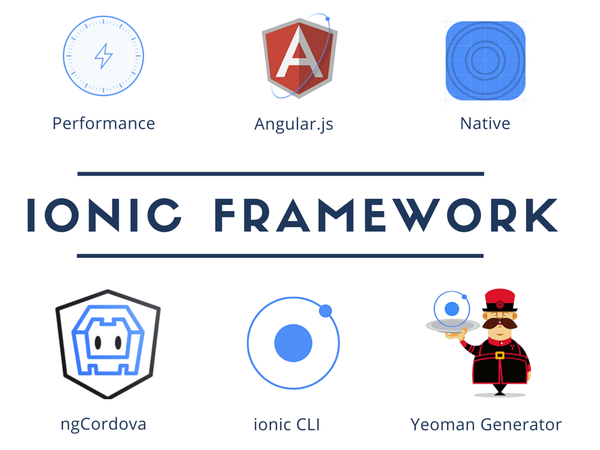 Performance
Angular.js
Native
IONIC FRAMEWORK
ngCordova
ionic CLI
Yeoman Generator